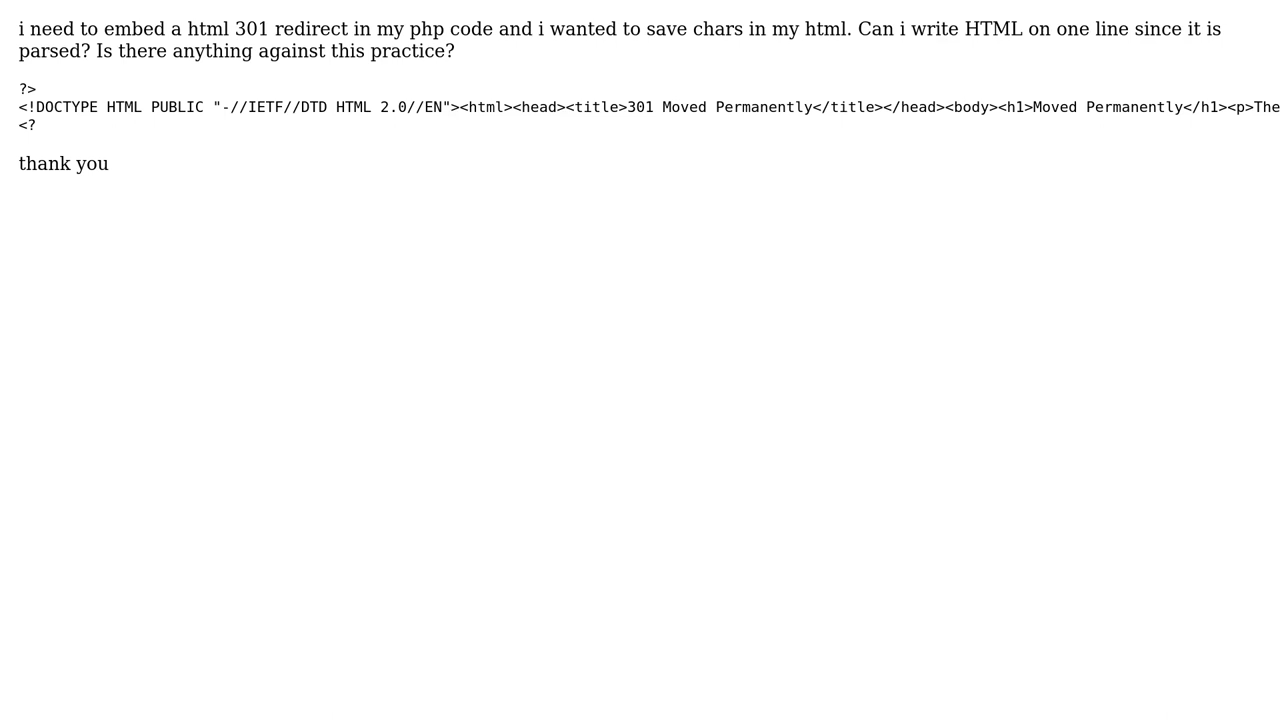 i need to embed a html 301 redirect in my php code and i wanted to save chars in my html. Can i write HTML on one line since it is
parsed? Is there anything against this practice?
?>
<!DOCTYPE HTML PUBLIC "-//IETF//DTD HTML 2.0//EN"><html><head><title>301 Moved Permanently</title></head><body><h1>Moved Permanently</h1><p>The
<?
thank you